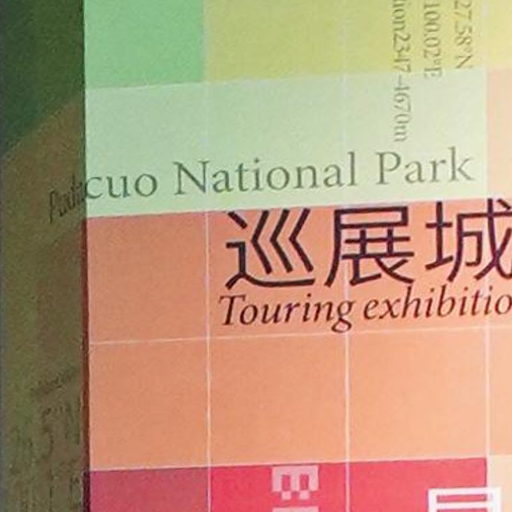 27.58°N
100.02°E
ion2347-4670m
Pudacuo National Park
巡展城
Touring exhibitio